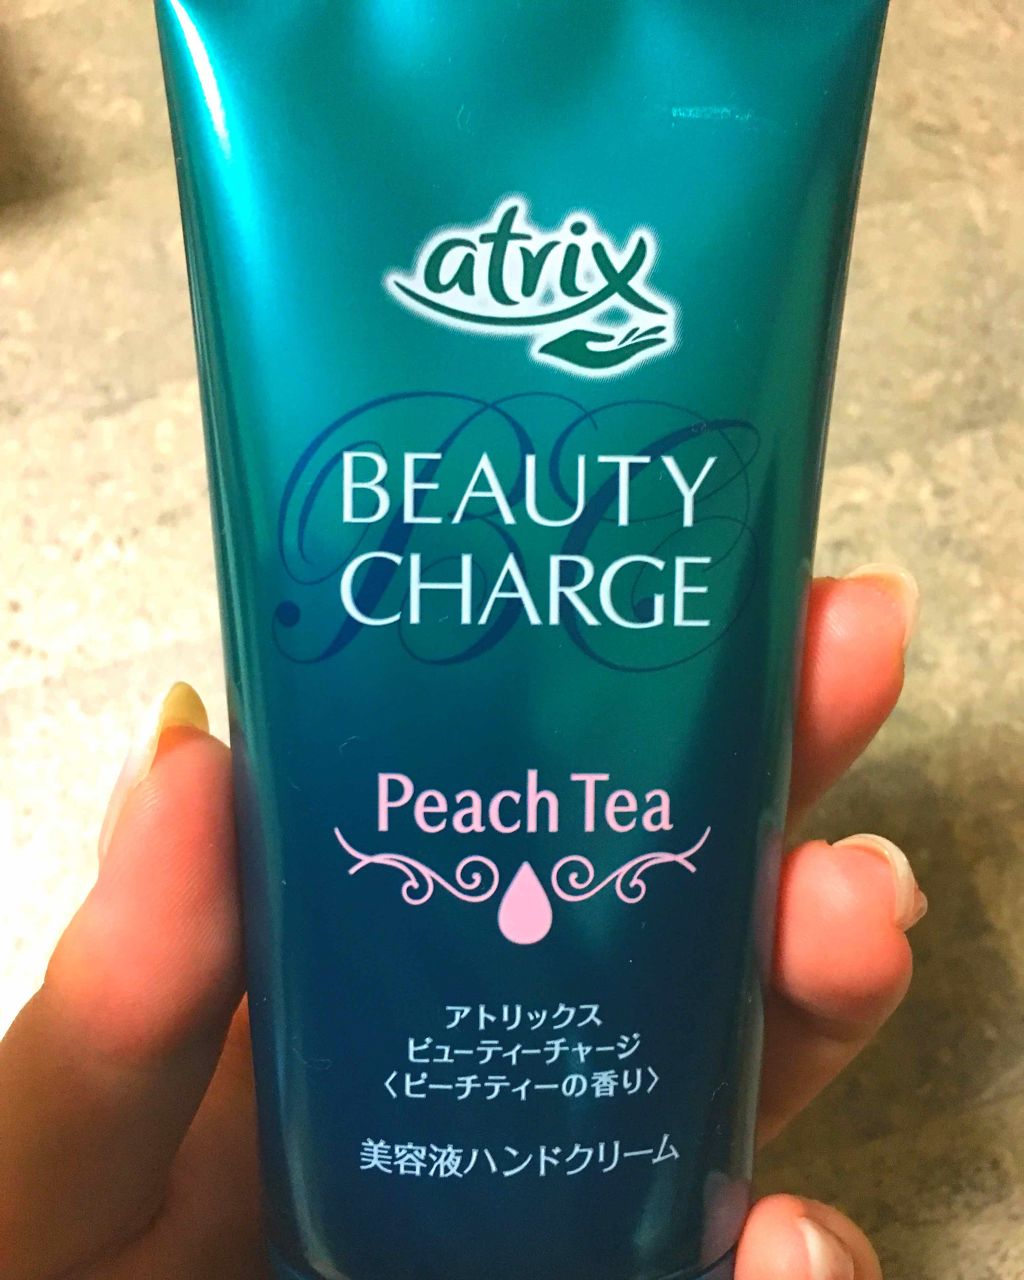 atrix
BEAUTY
CHARGE
Peach Tea
アトリックス
ビューティーチャージ
〈ピーチティーの香り〉
美容液ハンドクリーム